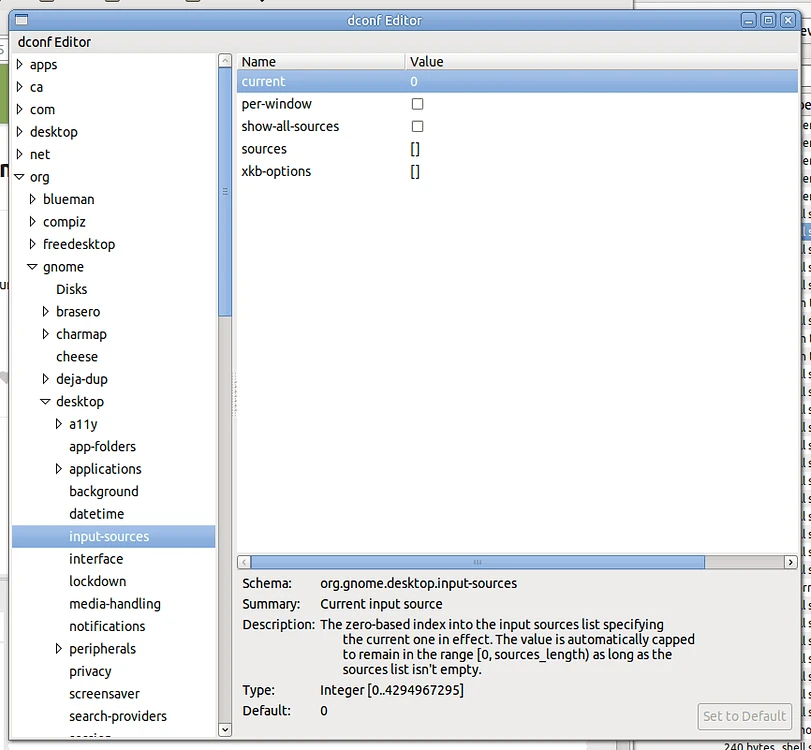 dconf Editor
dconf Editor
apps
ca
com
desktop
net
org
blueman
compiz
freedesktop
gnome
Disks
brasero
charmap
cheese
deja-dup
desktop
a11y
app-folders
applications
background
datetime
input-sources
interface
lockdown
media-handling
notifications
peripherals
privacy
screensaver
search-providers
Name Value
current 0
per-window
show-all-sources
sources []
xkb-options []
Schema: org.gnome.desktop.input-sources
Summary: Current input source
Description: The zero-based index into the input sources list specifying
the current one in effect. The value is automatically capped
to remain in the range [0, sources_length) as long as the
sources list isn't empty.
Type: Integer [0..4294967295]
Default: 0
Set to Default
240 bytes, shell